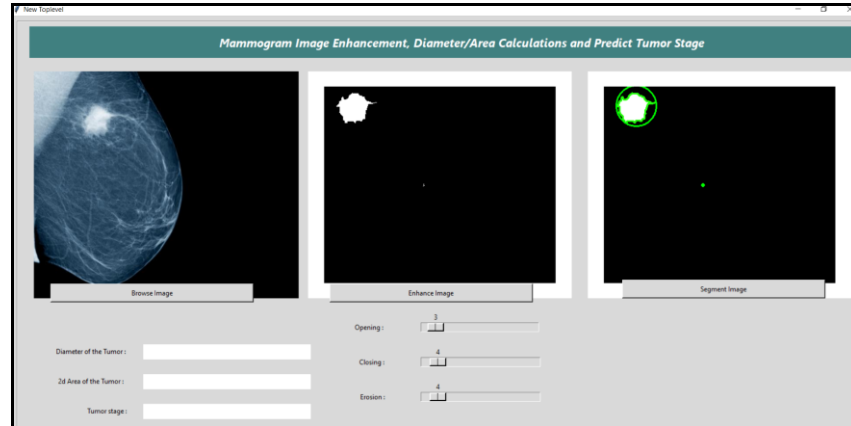 New Toplevel
Mammogram Image Enhancement, Diameter/Area Calculations and Predict Tumor Stage
Browse Image
Enhance Image
Segment Image
Opening :
3
Diameter of the Tumor :
Closing :
4
2d Area of the Tumor :
Erosion :
4
Tumor stage :